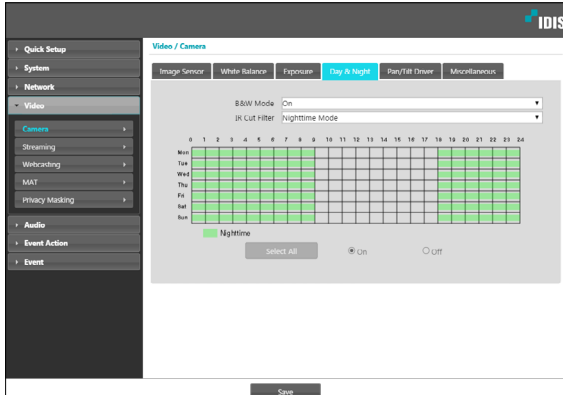 IDIS
Quick Setup
System
Network
Video
Camera
Streaming
Webcasting
MAT
Privacy Masking
Audio
Event Action
Event
Video / Camera
Image Sensor White Balance Exposure Day & Night Pan/Tilt Driver Miscellaneous
B&W Mode On
IR Cut Filter Nighttime Mode
0 1 2 3 4 5 6 7 8 9 10 11 12 13 14 15 16 17 18 19 20 21 22 23 24
Mon
Tue
Wed
Thu
Fri
Sat
Sun
Nighttime
Select All On Off
Save